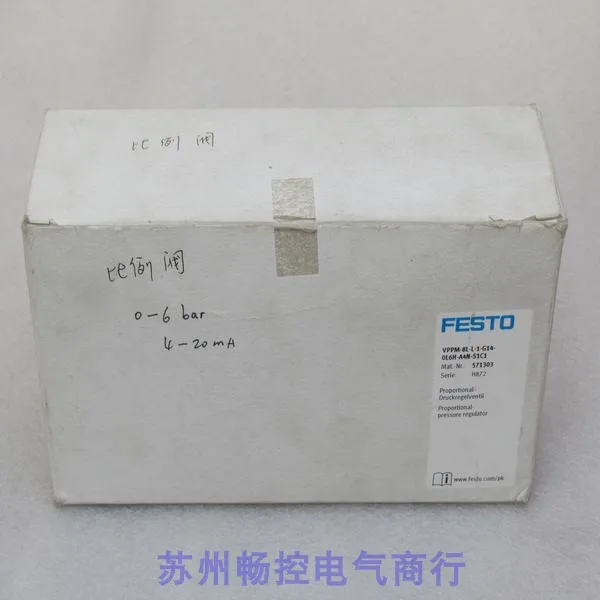 比例阀
比例阀
0-6 bar
4-20mA
FESTO
VPPM-8L-L-1-G14-
0L6H-A4N-S1C1
Mat.-Nr. 571303
Serie: H872
Proportional-
Druckregelventil
Proportional-
pressure regulator
www.festo.com/pk
苏州畅控电气商行